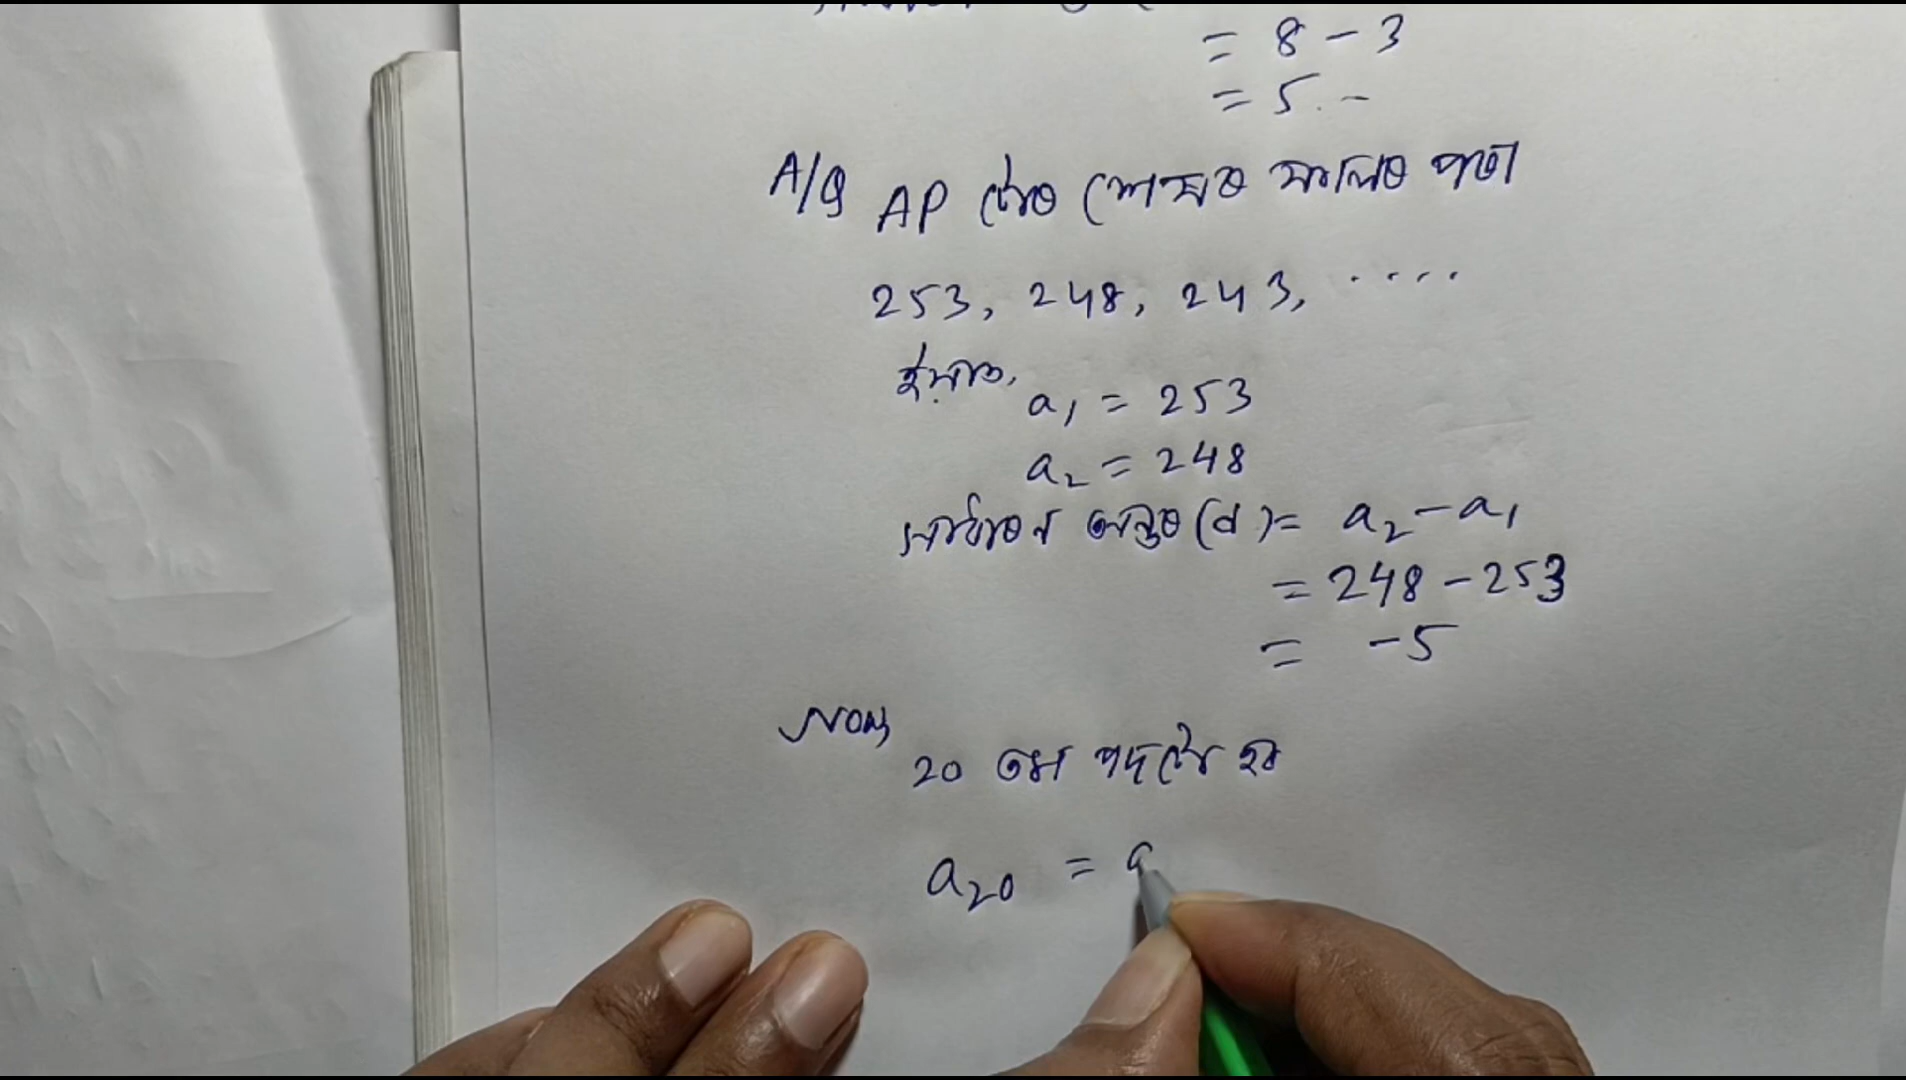 = 8 - 3
= 5
A/Q AP টোৰ শেষৰ ফালৰ পৰা
253, 248, 243, ....
ইয়াত,
a₁ = 253
a₂ = 248
সাধাৰণ অন্তৰ (d) = a₂ - a₁
= 248 - 253
= -5
Now,
20 তম পদটো হ'ব
a₂₀ = a